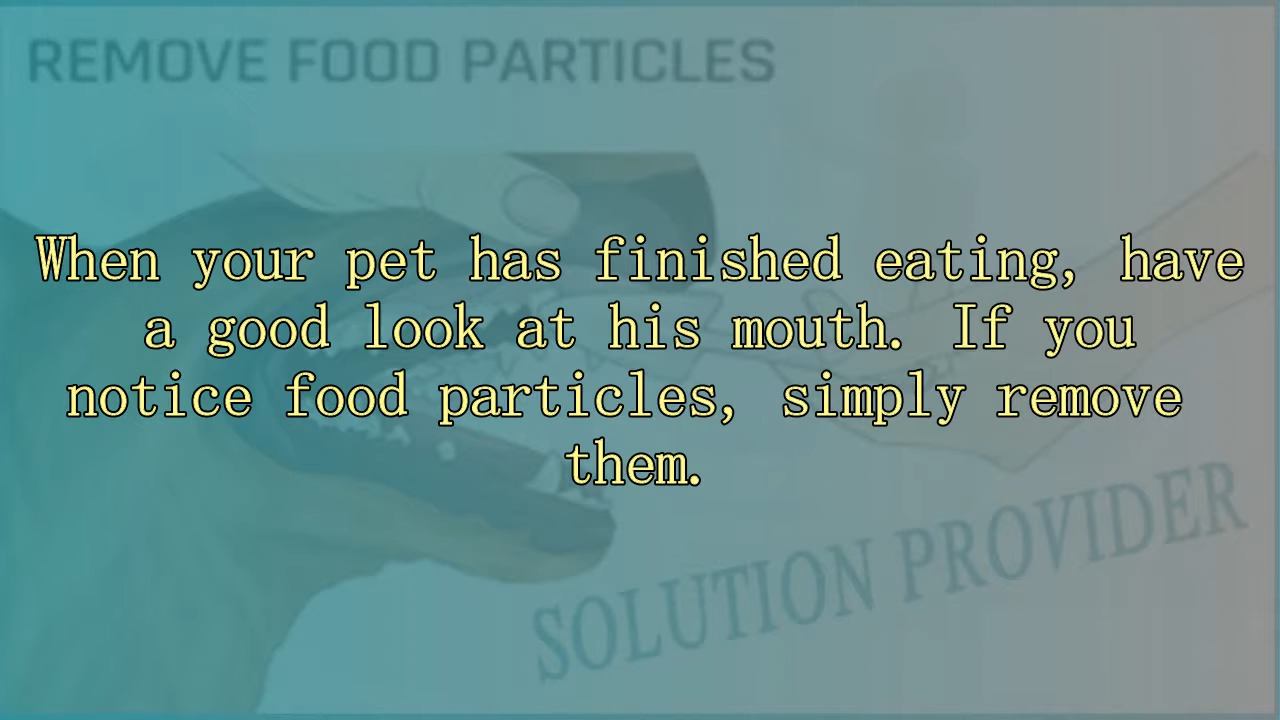 REMOVE FOOD PARTICLES
When your pet has finished eating, have
a good look at his mouth. If you
notice food particles, simply remove
them.
SOLUTION PROVIDER